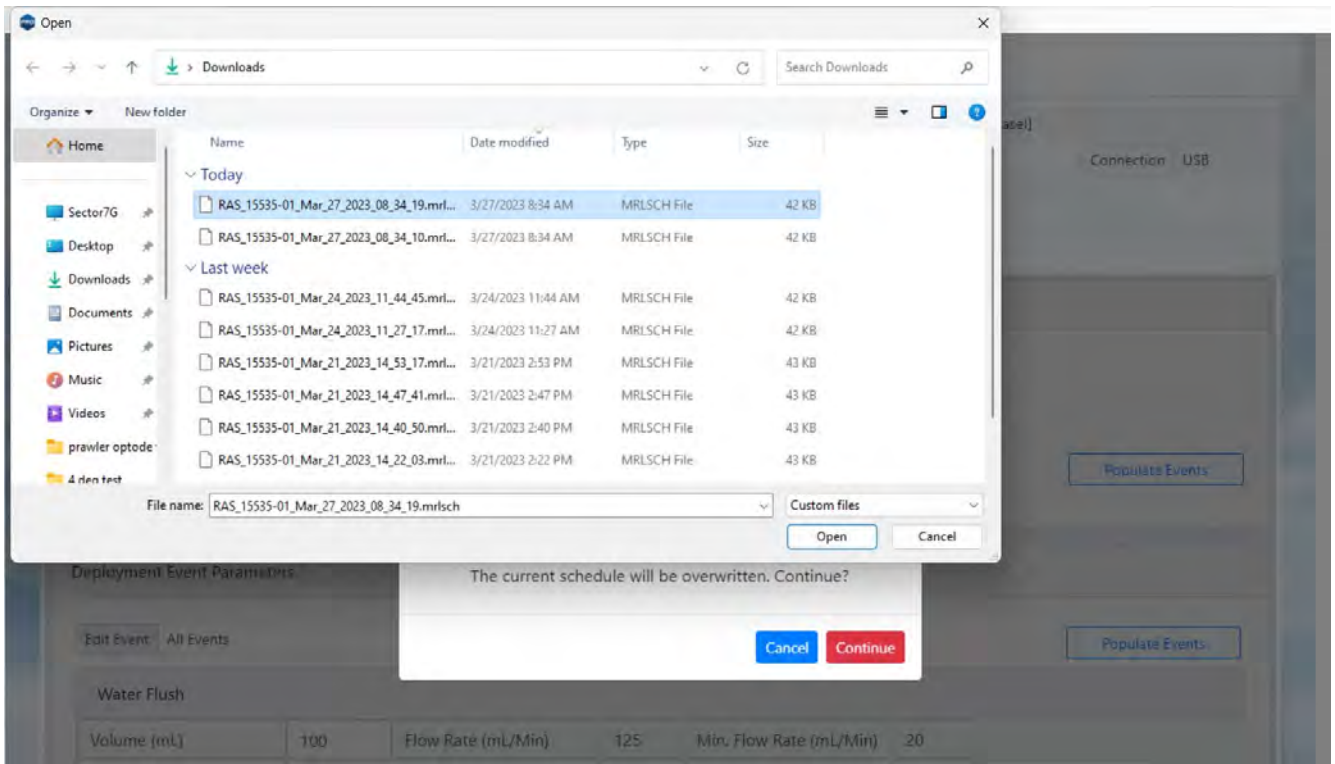 Open
Downloads
Search Downloads
Organize
New folder
asel]
Home
Name
Date modified
Type
Size
Connection USB
Today
Sector7G
RAS_15535-01_Mar_27_2023_08_34_19.mrl... 3/27/2023 8:34 AM MRLSCH File 42 KB
Desktop
RAS_15535-01_Mar_27_2023_08_34_10.mrl... 3/27/2023 8:34 AM MRLSCH File 42 KB
Last week
Downloads
RAS_15535-01_Mar_24_2023_11_44_45.mrl... 3/24/2023 11:44 AM MRLSCH File 42 KB
Documents
RAS_15535-01_Mar_24_2023_11_27_17.mrl... 3/24/2023 11:27 AM MRLSCH File 42 KB
Pictures
RAS_15535-01_Mar_21_2023_14_53_17.mrl... 3/21/2023 2:53 PM MRLSCH File 43 KB
Music
RAS_15535-01_Mar_21_2023_14_47_41.mrl... 3/21/2023 2:47 PM MRLSCH File 43 KB
Videos
RAS_15535-01_Mar_21_2023_14_40_50.mrl... 3/21/2023 2:40 PM MRLSCH File 43 KB
prawler optode
RAS_15535-01_Mar_21_2023_14_22_03.mrl... 3/21/2023 2:22 PM MRLSCH File 43 KB
4 deg test
Populate Events
File name: RAS_15535-01_Mar_27_2023_08_34_19.mrlsch
Custom files
Open
Cancel
Deployment Event Parameters
The current schedule will be overwritten. Continue?
Edit Event All Events
Cancel
Continue
Populate Events
Water Flush
Volume (mL) 100 Flow Rate (mL/Min) 125 Min. Flow Rate (mL/Min) 20